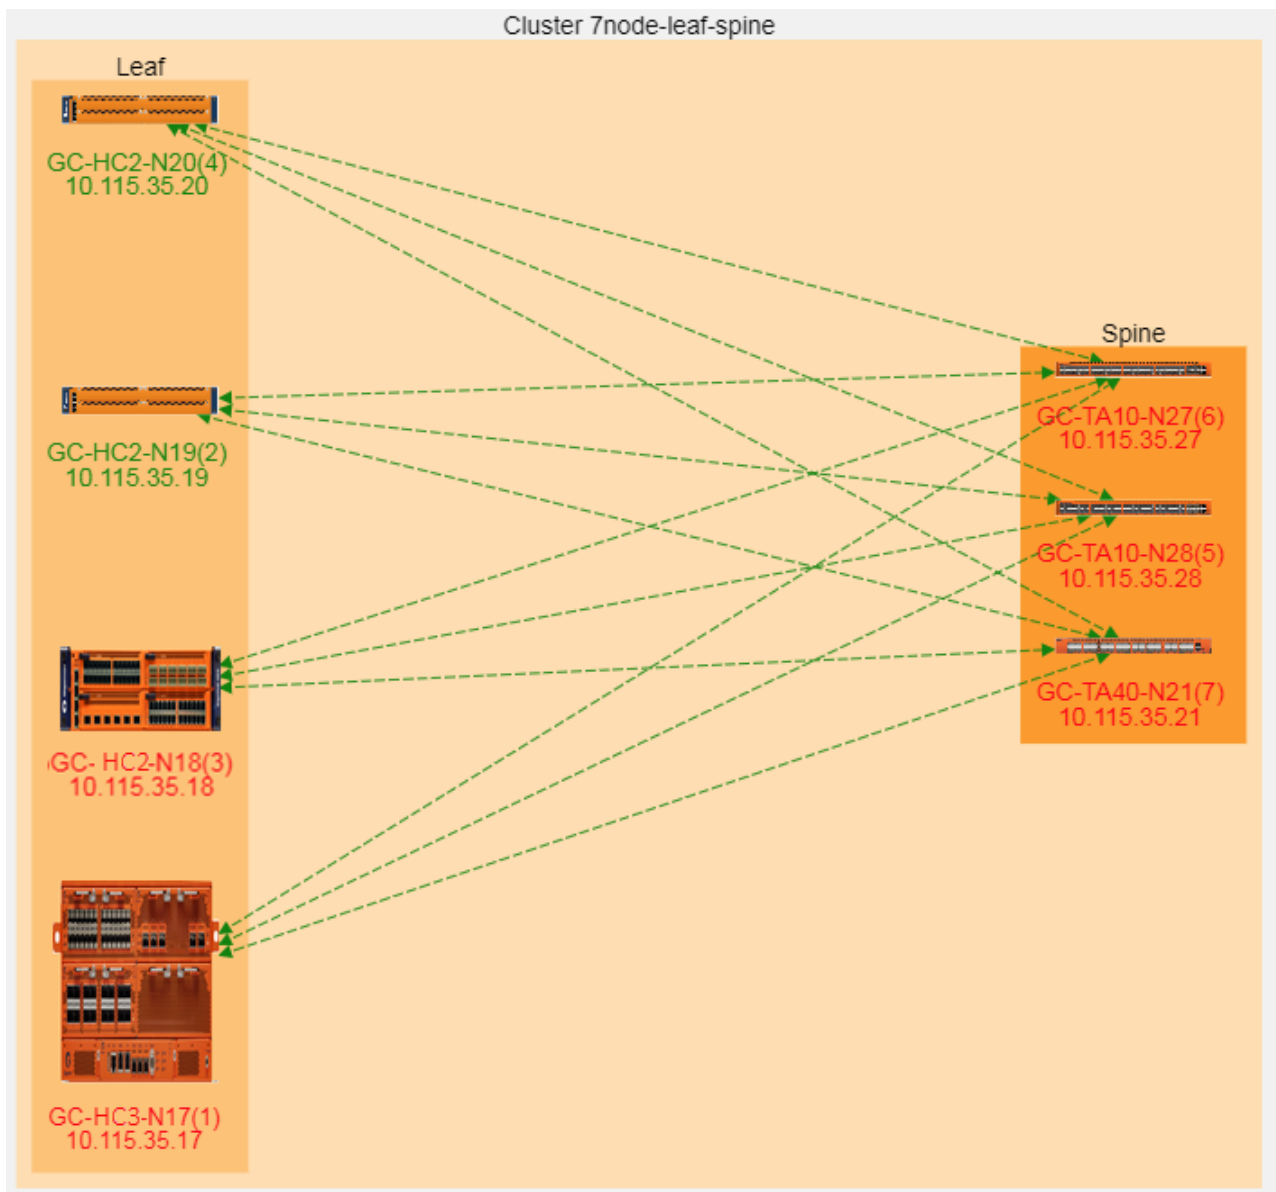 Cluster 7node-leaf-spine
Leaf
GC-HC2-N20(4)
10.115.35.20
GC-HC2-N19(2)
10.115.35.19
GC- HC2-N18(3)
10.115.35.18
GC-HC3-N17(1)
10.115.35.17
Spine
GC-TA10-N27(6)
10.115.35.27
GC-TA10-N28(5)
10.115.35.28
GC-TA40-N21(7)
10.115.35.21